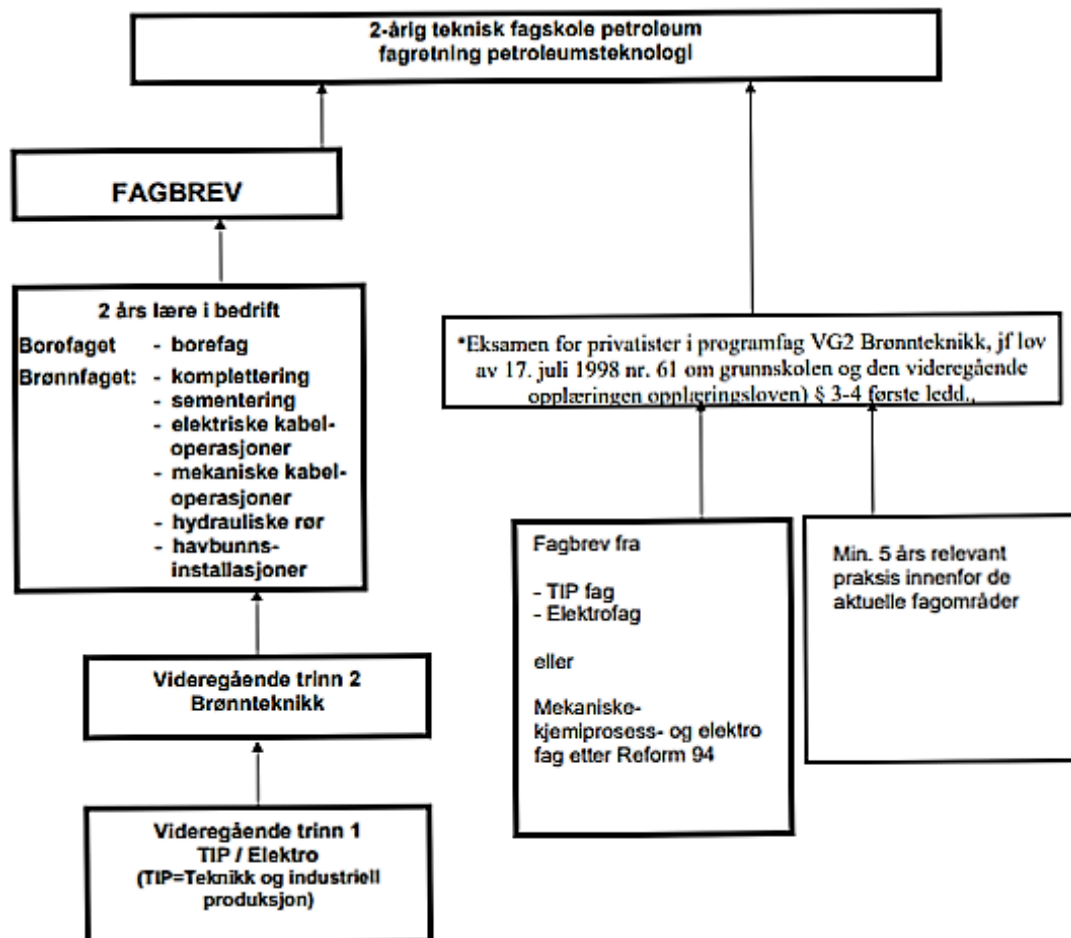 2-årig teknisk fagskole petroleum
fagretning petroleumsteknologi
FAGBREV
2 års lære i bedrift
Borefaget - borefag
Brønnfaget: - komplettering
- sementering
- elektriske kabel-
operasjoner
- mekaniske kabel-
operasjoner
- hydrauliske rør
- havbunns-
installasjoner
Videregående trinn 2
Brønnteknikk
Videregående trinn 1
TIP / Elektro
(TIP=Teknikk og industriell
produksjon)
*Eksamen for privatister i programfag VG2 Brønnteknikk, jf lov
av 17. juli 1998 nr. 61 om grunnskolen og den videregående
opplæringen opplæringsloven) § 3-4 første ledd.,
Fagbrev fra
- TIP fag
- Elektrofag
eller
Mekaniske-
kjemiprosess- og elektro
fag etter Reform 94
Min. 5 års relevant
praksis innenfor de
aktuelle fagområder